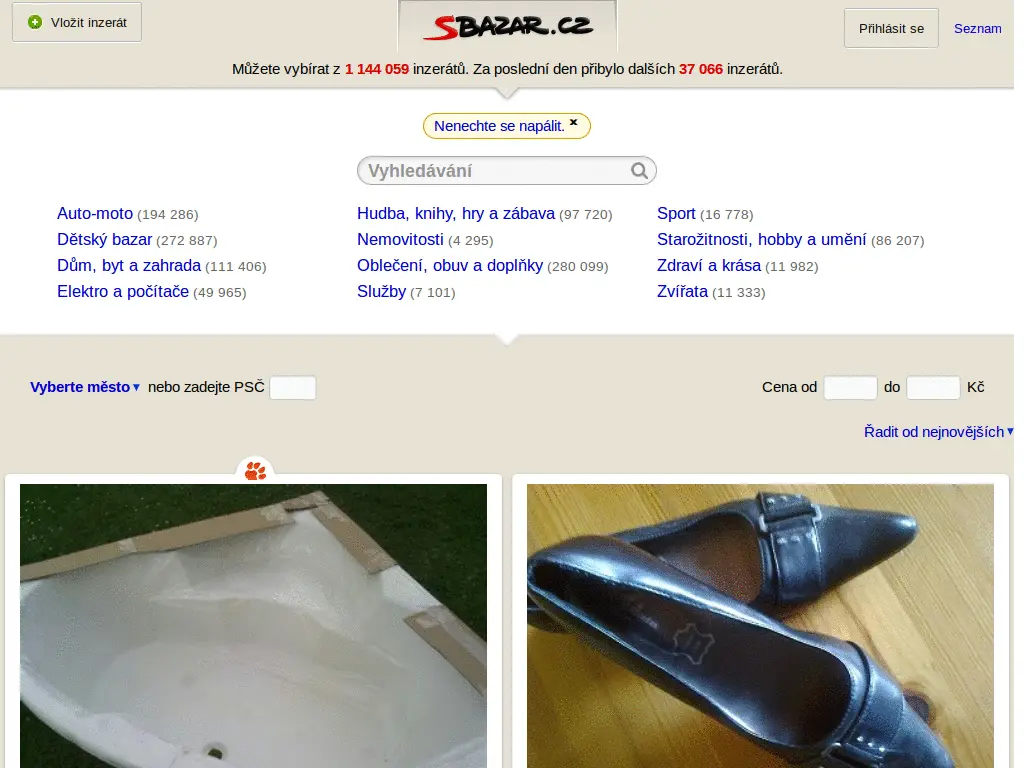 Vložit inzerát
SBAZAR.CZ
Přihlásit se
Seznam
Můžete vybírat z 1 144 059 inzerátů. Za poslední den přibylo dalších 37 066 inzerátů.
Nenechte se napálit. ×
Vyhledávání
Auto-moto (194 286)
Dětský bazar (272 887)
Dům, byt a zahrada (111 406)
Elektro a počítače (49 965)
Hudba, knihy, hry a zábava (97 720)
Nemovitosti (4 295)
Oblečení, obuv a doplňky (280 099)
Služby (7 101)
Sport (16 778)
Starožitnosti, hobby a umění (86 207)
Zdraví a krása (11 982)
Zvířata (11 333)
Vyberte město ▾ nebo zadejte PSČ
Cena od do Kč
Řadit od nejnovějších ▾